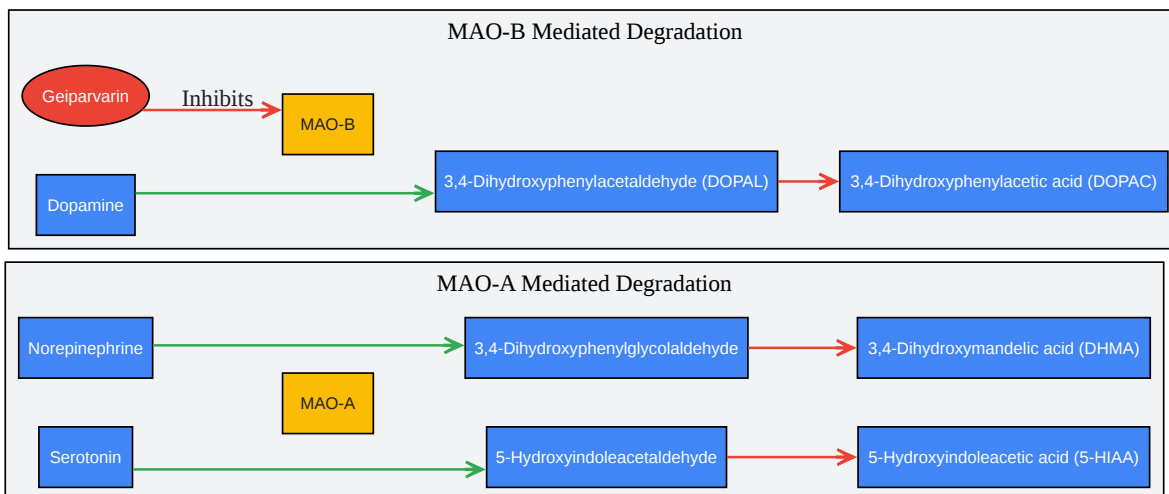 MAO-B Mediated Degradation
Geiparvarin
Inhibits
MAO-B
3,4-Dihydroxyphenylacetaldehyde (DOPAL)
3,4-Dihydroxyphenylacetic acid (DOPAC)
Dopamine
MAO-A Mediated Degradation
Norepinephrine
3,4-Dihydroxyphenylglycolaldehyde
3,4-Dihydroxymandelic acid (DHMA)
MAO-A
Serotonin
5-Hydroxyindoleacetaldehyde
5-Hydroxyindoleacetic acid (5-HIAA)